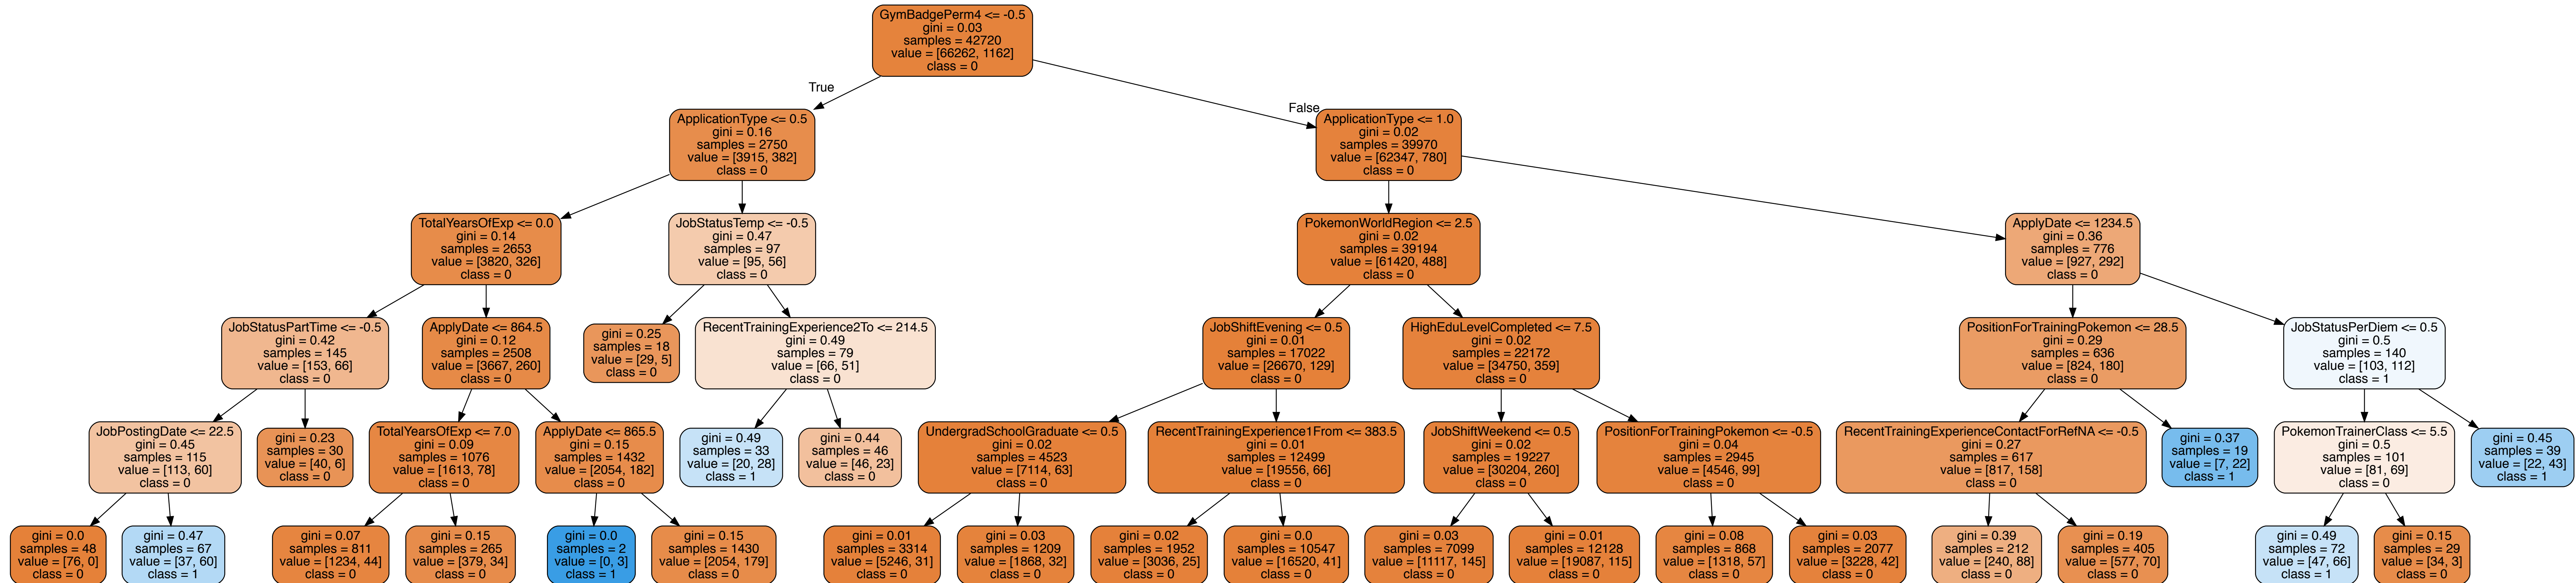 GymBadgePerm4 <= -0.5
gini = 0.03
samples = 42720
value = [66262, 1162]
class = 0
True
False
ApplicationType <= 0.5
gini = 0.16
samples = 2750
value = [3915, 382]
class = 0
ApplicationType <= 1.0
gini = 0.02
samples = 39970
value = [62347, 780]
class = 0
TotalYearsOfExp <= 0.0
gini = 0.14
samples = 2653
value = [3820, 326]
class = 0
JobStatusTemp <= -0.5
gini = 0.47
samples = 97
value = [95, 56]
class = 0
PokemonWorldRegion <= 2.5
gini = 0.02
samples = 39194
value = [61420, 488]
class = 0
ApplyDate <= 1234.5
gini = 0.36
samples = 776
value = [927, 292]
class = 0
JobStatusPartTime <= -0.5
gini = 0.42
samples = 145
value = [153, 66]
class = 0
ApplyDate <= 864.5
gini = 0.12
samples = 2508
value = [3667, 260]
class = 0
gini = 0.25
samples = 18
value = [29, 5]
class = 0
RecentTrainingExperience2To <= 214.5
gini = 0.49
samples = 79
value = [66, 51]
class = 0
JobShiftEvening <= 0.5
gini = 0.01
samples = 17022
value = [26670, 129]
class = 0
HighEduLevelCompleted <= 7.5
gini = 0.02
samples = 22172
value = [34750, 359]
class = 0
PositionForTrainingPokemon <= 28.5
gini = 0.29
samples = 636
value = [824, 180]
class = 0
JobStatusPerDiem <= 0.5
gini = 0.5
samples = 140
value = [103, 112]
class = 1
JobPostingDate <= 22.5
gini = 0.45
samples = 115
value = [113, 60]
class = 0
gini = 0.23
samples = 30
value = [40, 6]
class = 0
TotalYearsOfExp <= 7.0
gini = 0.09
samples = 1076
value = [1613, 78]
class = 0
ApplyDate <= 865.5
gini = 0.15
samples = 1432
value = [2054, 182]
class = 0
gini = 0.49
samples = 33
value = [20, 28]
class = 1
gini = 0.44
samples = 46
value = [46, 23]
class = 0
UndergradSchoolGraduate <= 0.5
gini = 0.02
samples = 4523
value = [7114, 63]
class = 0
RecentTrainingExperience1From <= 383.5
gini = 0.01
samples = 12499
value = [19556, 66]
class = 0
JobShiftWeekend <= 0.5
gini = 0.02
samples = 19227
value = [30204, 260]
class = 0
PositionForTrainingPokemon <= -0.5
gini = 0.04
samples = 2945
value = [4546, 99]
class = 0
RecentTrainingExperienceContactForRefNA <= -0.5
gini = 0.27
samples = 617
value = [817, 158]
class = 0
gini = 0.37
samples = 19
value = [7, 22]
class = 1
PokemonTrainerClass <= 5.5
gini = 0.5
samples = 101
value = [81, 69]
class = 0
gini = 0.45
samples = 39
value = [22, 43]
class = 1
gini = 0.0
samples = 48
value = [76, 0]
class = 0
gini = 0.47
samples = 67
value = [37, 60]
class = 1
gini = 0.07
samples = 811
value = [1234, 44]
class = 0
gini = 0.15
samples = 265
value = [379, 34]
class = 0
gini = 0.0
samples = 2
value = [0, 3]
class = 1
gini = 0.15
samples = 1430
value = [2054, 179]
class = 0
gini = 0.01
samples = 3314
value = [5246, 31]
class = 0
gini = 0.03
samples = 1209
value = [1868, 32]
class = 0
gini = 0.02
samples = 1952
value = [3036, 25]
class = 0
gini = 0.0
samples = 10547
value = [16520, 41]
class = 0
gini = 0.03
samples = 7099
value = [11117, 145]
class = 0
gini = 0.01
samples = 12128
value = [19087, 115]
class = 0
gini = 0.08
samples = 868
value = [1318, 57]
class = 0
gini = 0.03
samples = 2077
value = [3228, 42]
class = 0
gini = 0.39
samples = 212
value = [240, 88]
class = 0
gini = 0.19
samples = 405
value = [577, 70]
class = 0
gini = 0.49
samples = 72
value = [47, 66]
class = 1
gini = 0.15
samples = 29
value = [34, 3]
class = 0